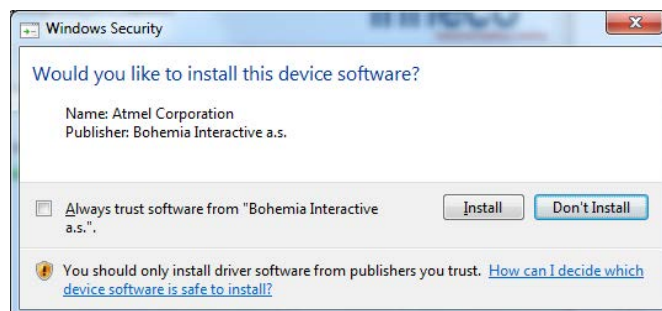 Windows Security
Would you like to install this device software?
Name: Atmel Corporation
Publisher: Bohemia Interactive a.s.
Always trust software from "Bohemia Interactive
a.s.".
Install
Don't Install
You should only install driver software from publishers you trust. How can I decide which
device software is safe to install?